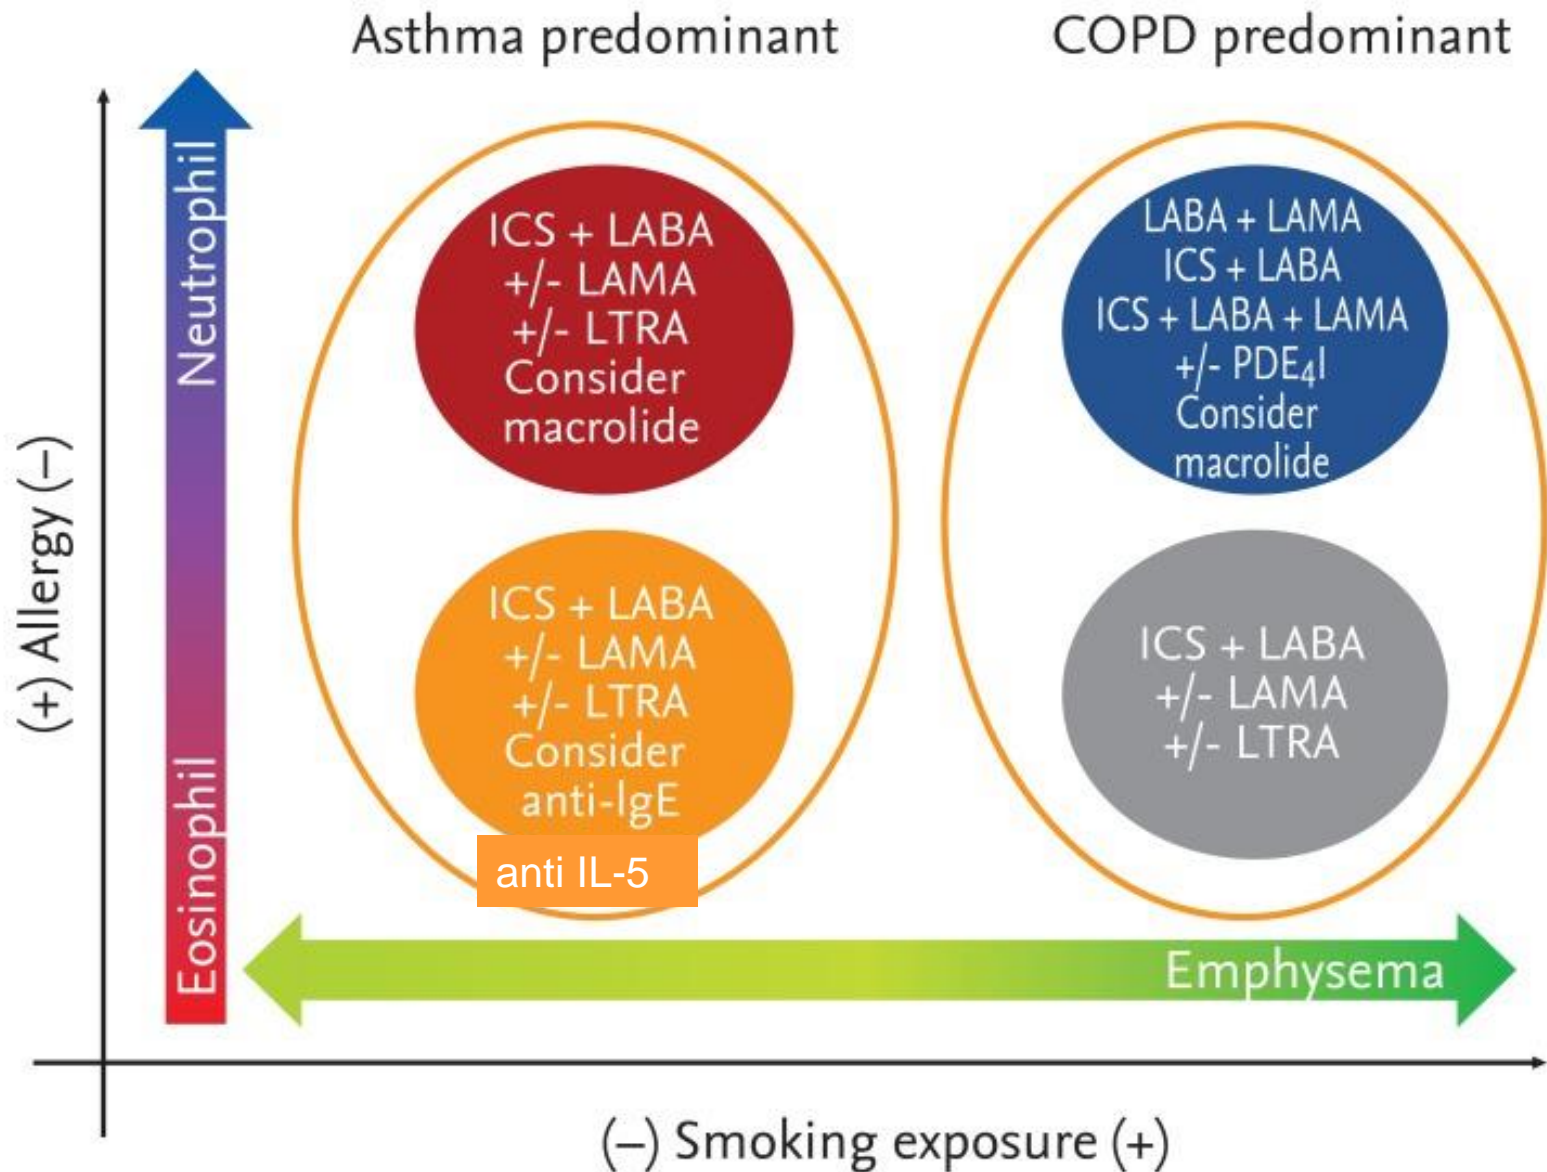 Asthma predominant
COPD predominant
(+) Allergy (–)
Neutrophil
Eosinophil
ICS + LABA
+/- LAMA
+/- LTRA
Consider
macrolide
LABA + LAMA
ICS + LABA
ICS + LABA + LAMA
+/- PDE₄I
Consider
macrolide
ICS + LABA
+/- LAMA
+/- LTRA
Consider
anti-IgE
anti IL-5
ICS + LABA
+/- LAMA
+/- LTRA
Emphysema
(–) Smoking exposure (+)